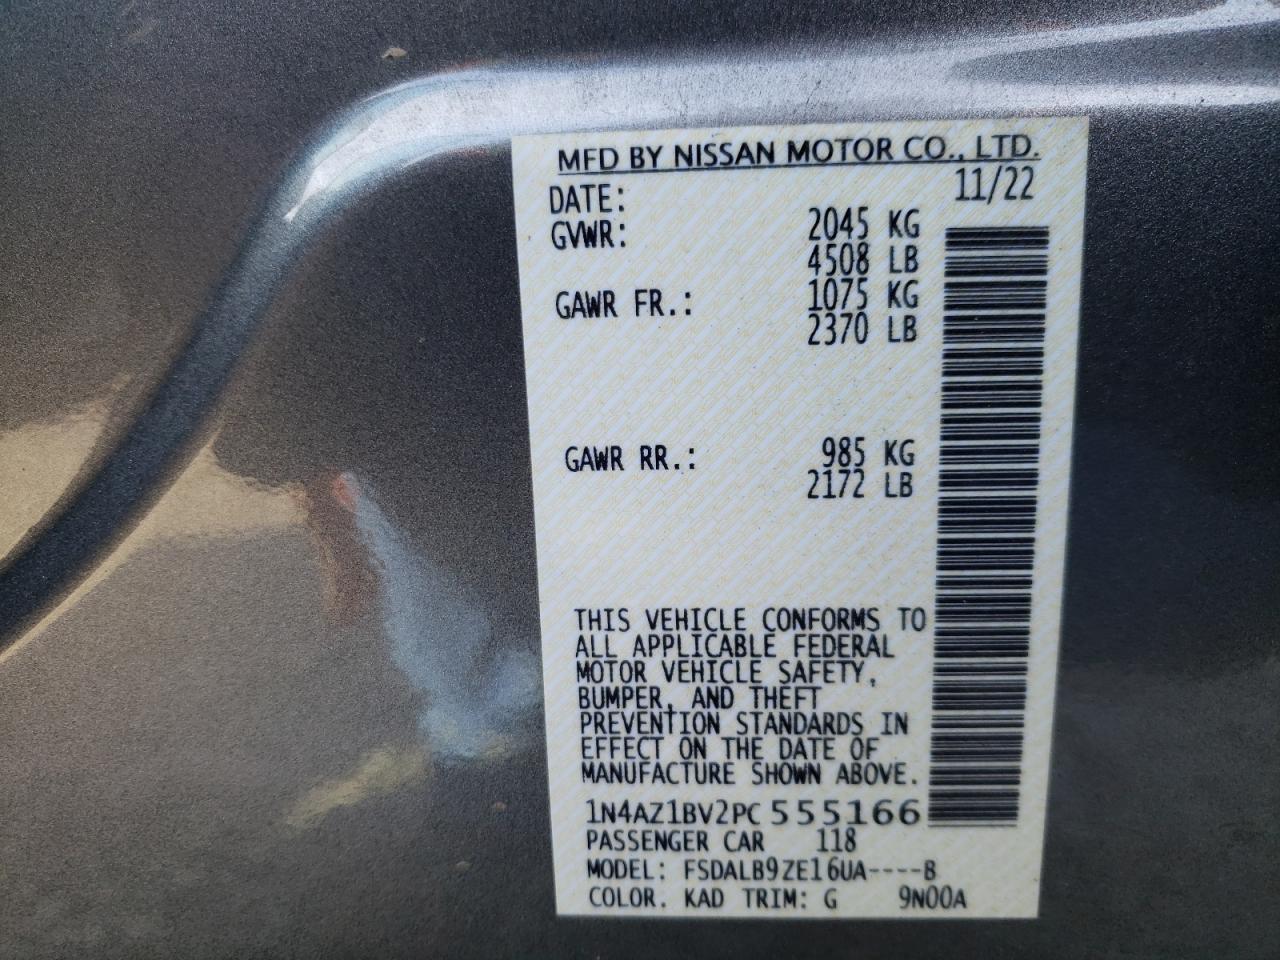 MFD BY NISSAN MOTOR CO., LTD.
DATE: 11/22
GVWR: 2045 KG
4508 LB
GAWR FR.: 1075 KG
2370 LB
GAWR RR.: 985 KG
2172 LB
THIS VEHICLE CONFORMS TO
ALL APPLICABLE FEDERAL
MOTOR VEHICLE SAFETY,
BUMPER, AND THEFT
PREVENTION STANDARDS IN
EFFECT ON THE DATE OF
MANUFACTURE SHOWN ABOVE.
1N4AZ1BV2PC555166
PASSENGER CAR 118
MODEL: FSDALB9ZE16UA----B
COLOR. KAD TRIM: G 9N00A